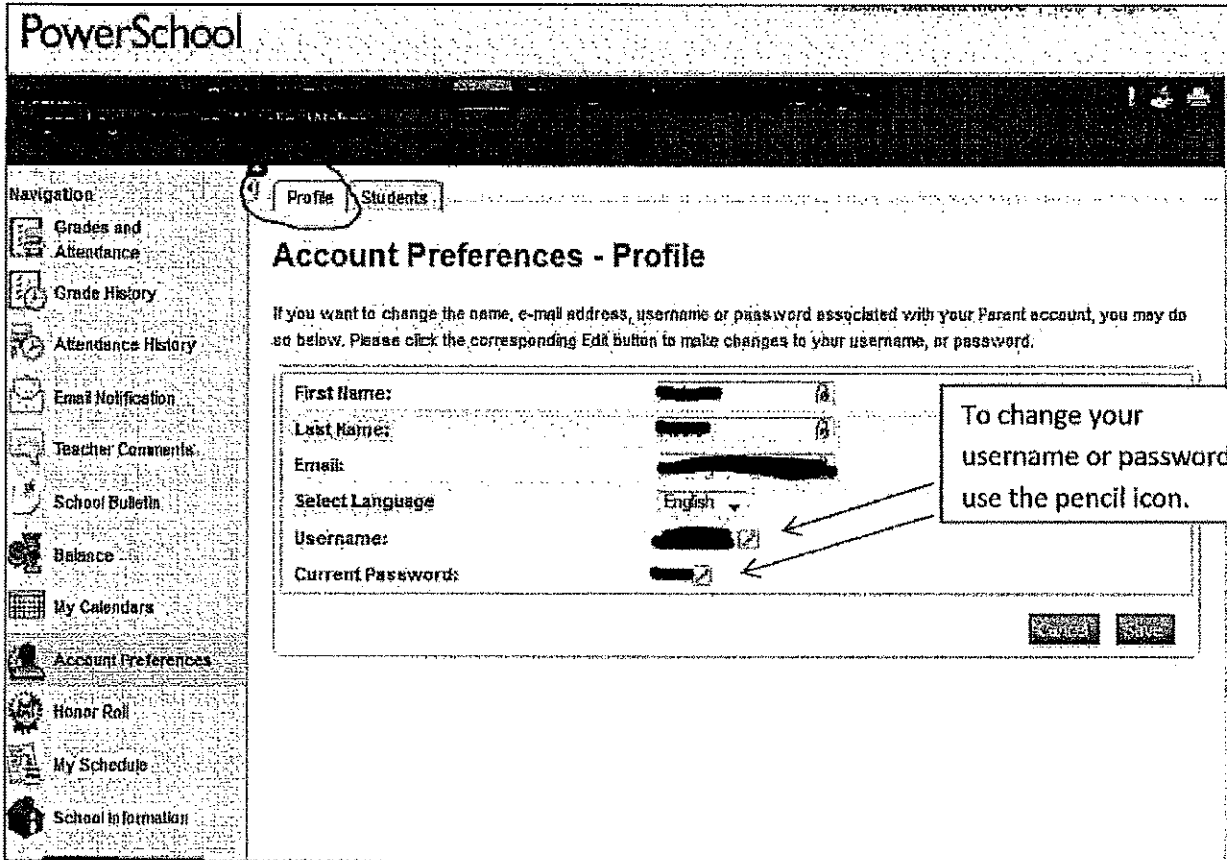 PowerSchool
Navigation
Profile
Students
Grades and
Attendance
Account Preferences - Profile
Grade History
If you want to change the name, e-mail address, username or password associated with your Parent account, you may do
so below. Please click the corresponding Edit button to make changes to your username, or password.
Attendance History
Email Notification
First Name:
To change your
username or password
use the pencil icon.
Last Name:
Teacher Comments
Email:
School Bulletin
Select Language
English
Username:
Balance
Current Password:
My Calendars
Cancel
Save
Account Preferences
Honor Roll
My Schedule
School Information